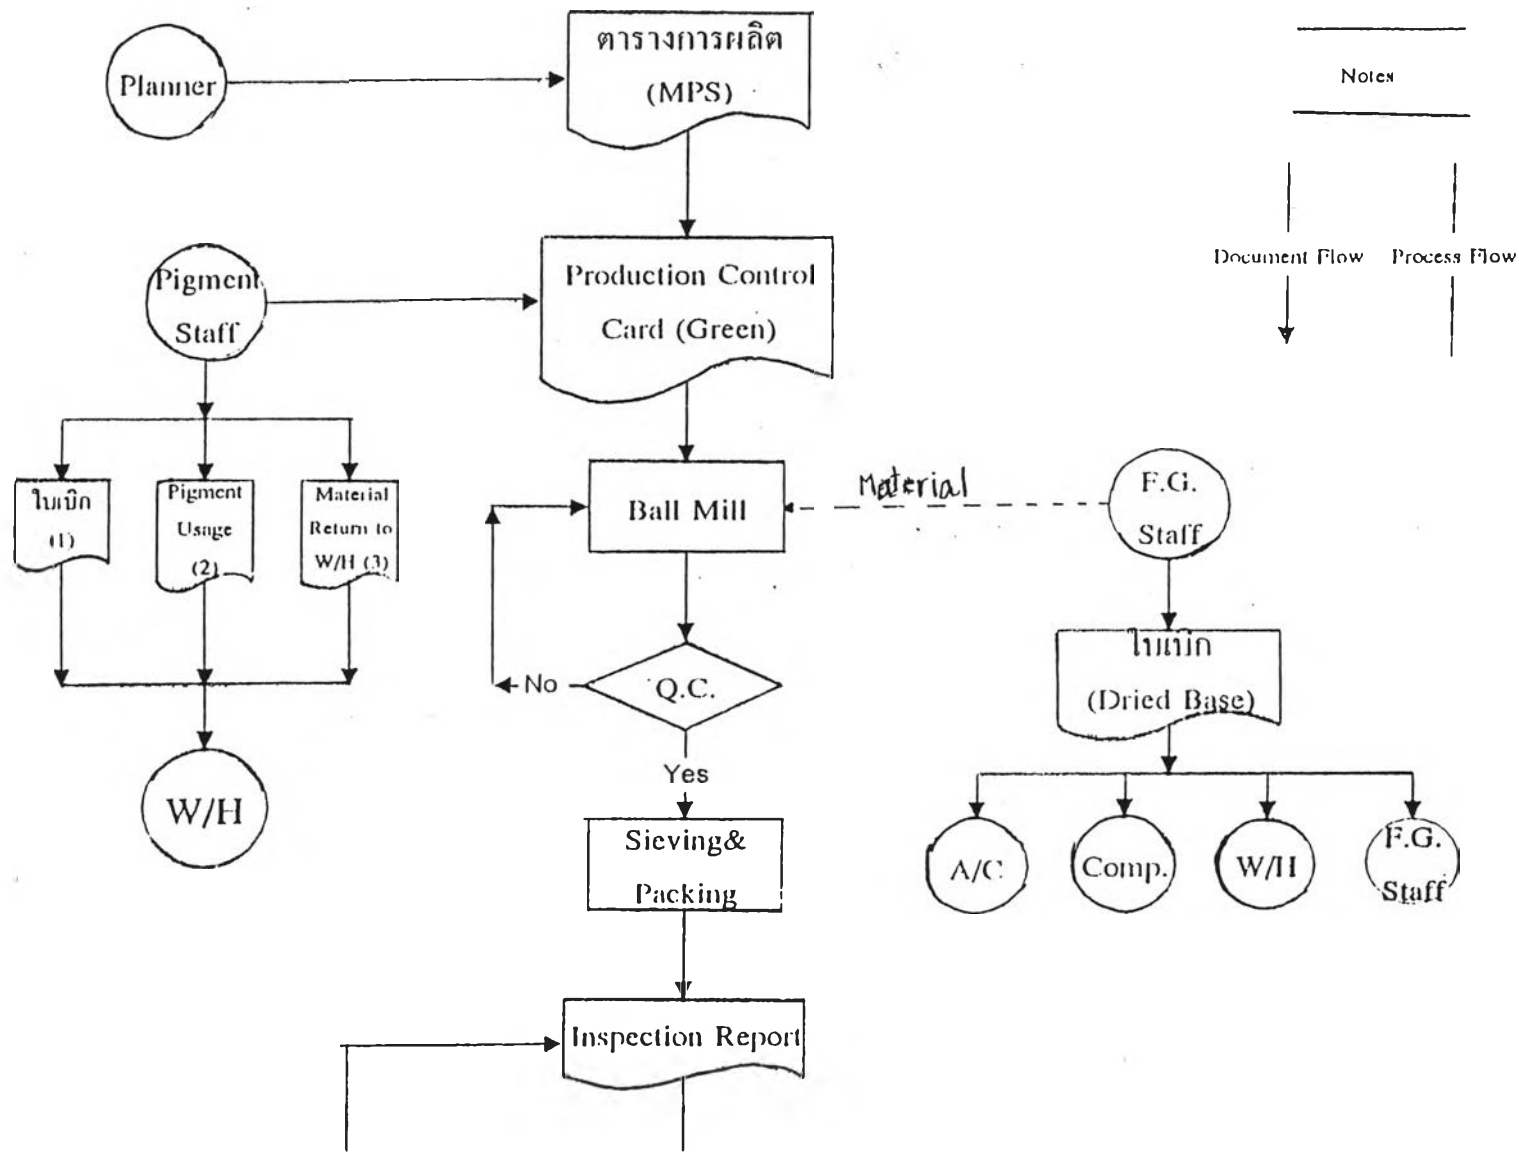 Planner
ตารางการผลิต
(MPS)
Notes
Document Flow
Process Flow
Pigment
Staff
Production Control
Card (Green)
ใบเบิก
(1)
Pigment
Usage
(2)
Material
Return to
W/H (3)
Ball Mill
Material
F.G.
Staff
No
Q.C.
Yes
ใบเบิก
(Dried Base)
W/H
Sieving&
Packing
A/C
Comp.
W/H
F.G.
Staff
Inspection Report